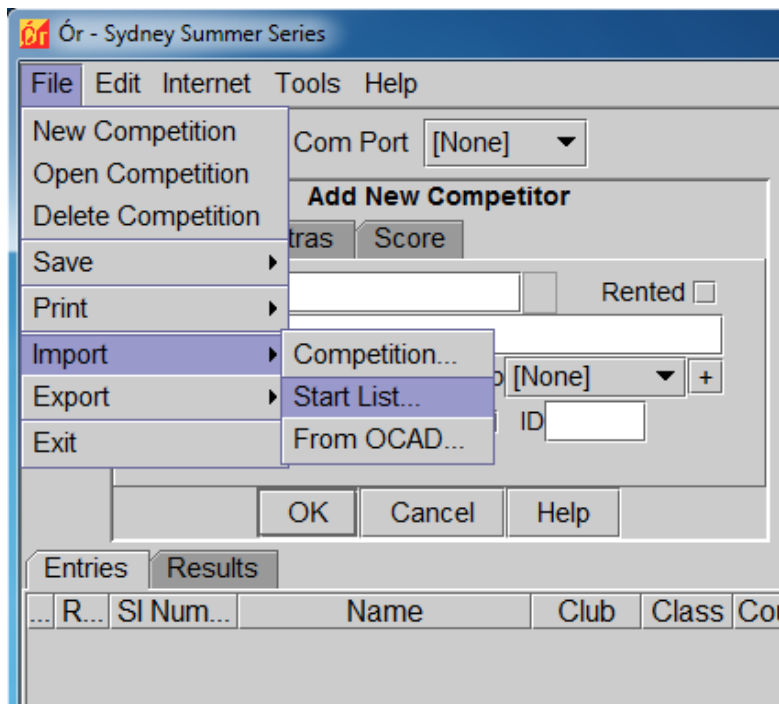 Ór Ór - Sydney Summer Series
File Edit Internet Tools Help
New Competition
Com Port [None]
Open Competition
Delete Competition
Add New Competitor
Score
Save
Print
Rented
Import
Competition...
[None] +
Export
Start List...
ID
Exit
From OCAD...
OK Cancel Help
Entries Results
... R... SI Num... Name Club Class